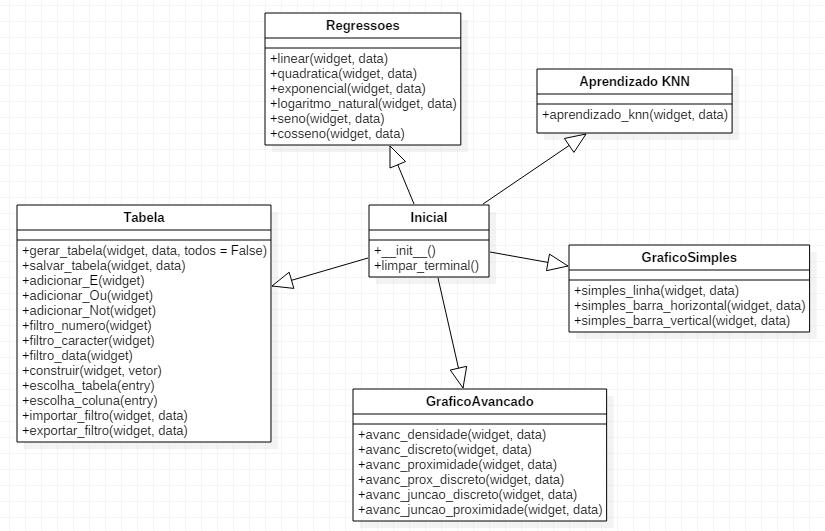 Regressoes
+linear(widget, data)
+quadratica(widget, data)
+exponencial(widget, data)
+logaritmo_natural(widget, data)
+seno(widget, data)
+cosseno(widget, data)
Aprendizado KNN
+aprendizado_knn(widget, data)
Tabela
+gerar_tabela(widget, data, todos = False)
+salvar_tabela(widget, data)
+adicionar_E(widget)
+adicionar_Ou(widget)
+adicionar_Not(widget)
+filtro_numero(widget)
+filtro_caracter(widget)
+filtro_data(widget)
+construir(widget, vetor)
+escolha_tabela(entry)
+escolha_coluna(entry)
+importar_filtro(widget, data)
+exportar_filtro(widget, data)
Inicial
+__init__()
+limpar_terminal()
GraficoSimples
+simples_linha(widget, data)
+simples_barra_horizontal(widget, data)
+simples_barra_vertical(widget, data)
GraficoAvancado
+avanc_densidade(widget, data)
+avanc_discreto(widget, data)
+avanc_proximidade(widget, data)
+avanc_prox_discreto(widget, data)
+avanc_juncao_discreto(widget, data)
+avanc_juncao_proximidade(widget, data)